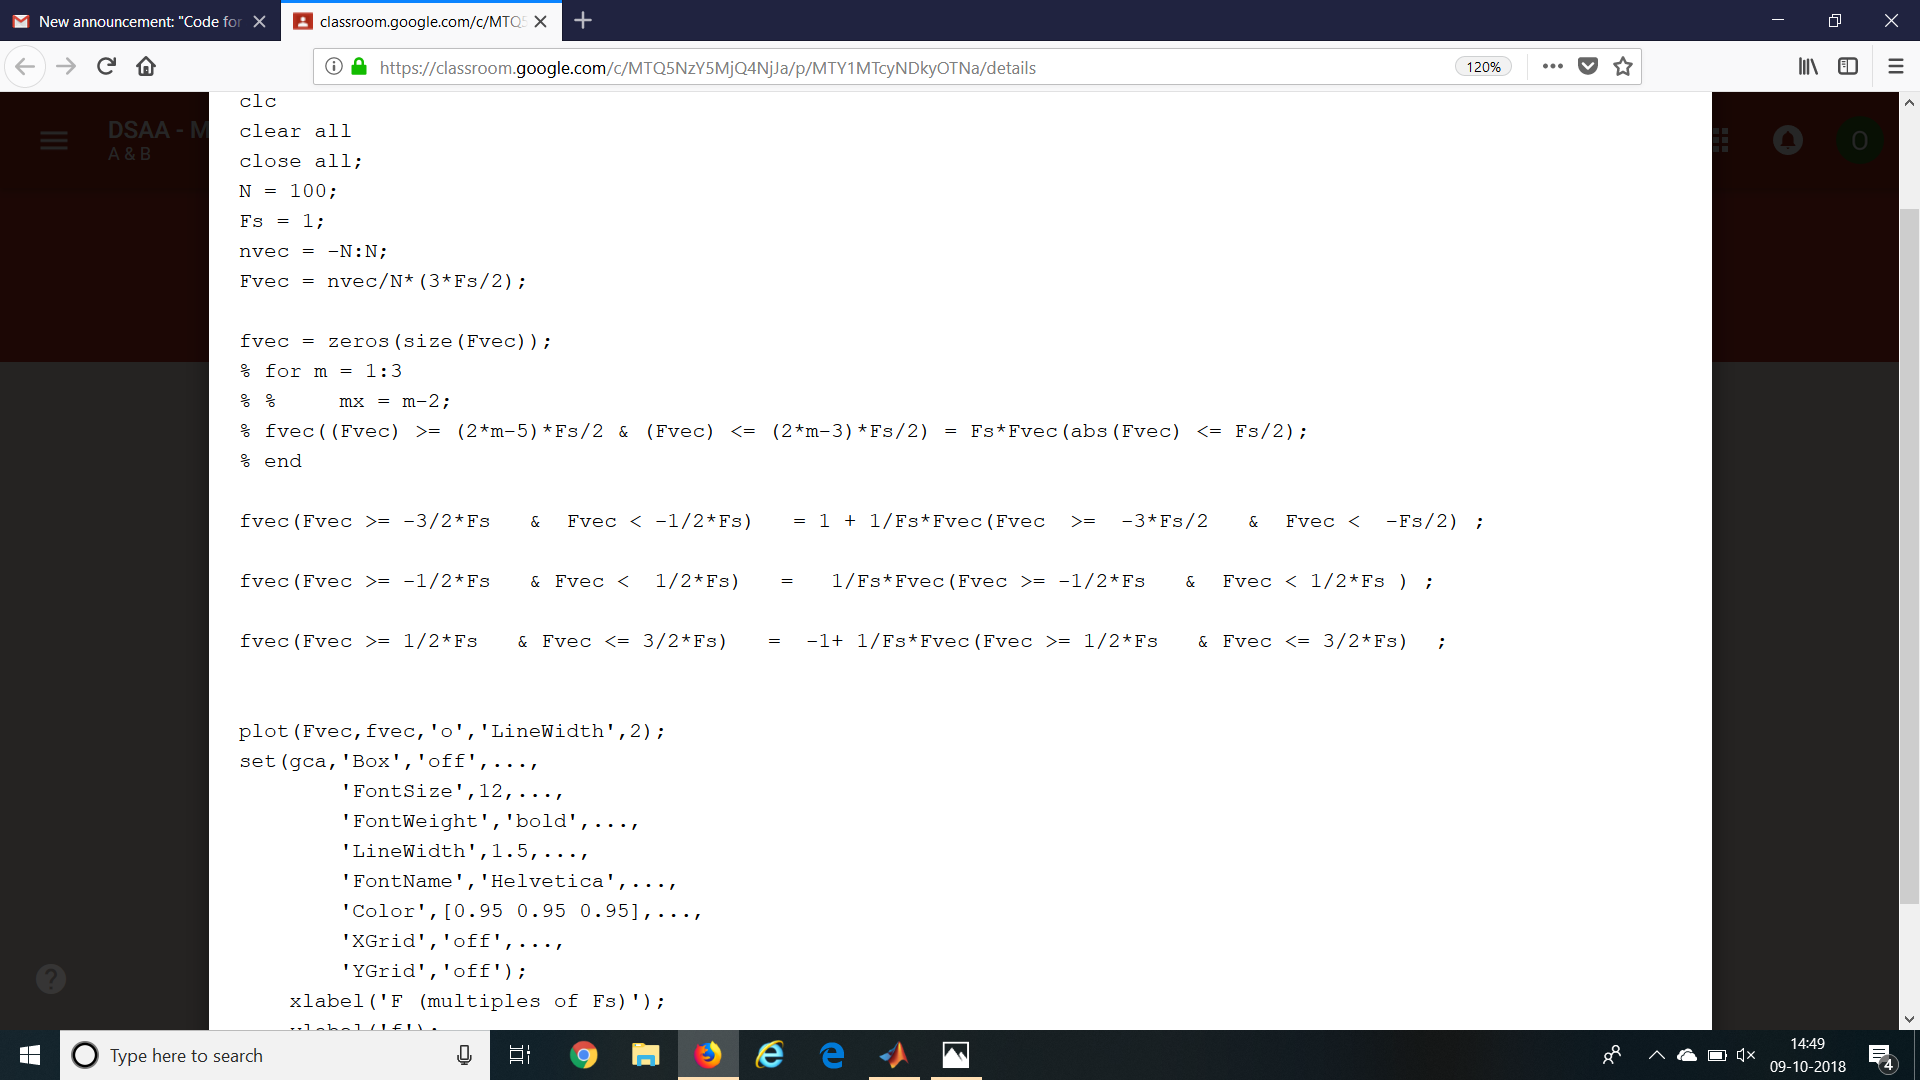 New announcement: "Code for
classroom.google.com/c/MTQ5
https://classroom.google.com/c/MTQ5NzY5MjQ4NjJa/p/MTY1MTcyNDkyOTNa/details
120%
DSAA - M
A & B
O
clc
clear all
close all;
N = 100;
Fs = 1;
nvec = -N:N;
Fvec = nvec/N*(3*Fs/2);
fvec = zeros(size(Fvec));
% for m = 1:3
% %     mx = m-2;
% fvec((Fvec) >= (2*m-5)*Fs/2 & (Fvec) <= (2*m-3)*Fs/2) = Fs*Fvec(abs(Fvec) <= Fs/2);
% end
fvec(Fvec >= -3/2*Fs   &  Fvec < -1/2*Fs)   = 1 + 1/Fs*Fvec(Fvec  >=  -3*Fs/2   &  Fvec <  -Fs/2) ;
fvec(Fvec >= -1/2*Fs   & Fvec <  1/2*Fs)   =   1/Fs*Fvec(Fvec >= -1/2*Fs   &  Fvec < 1/2*Fs ) ;
fvec(Fvec >= 1/2*Fs   & Fvec <= 3/2*Fs)   =  -1+ 1/Fs*Fvec(Fvec >= 1/2*Fs   & Fvec <= 3/2*Fs)  ;
plot(Fvec,fvec,'o','LineWidth',2);
set(gca,'Box','off',...,
'FontSize',12,...,
'FontWeight','bold',...,
'LineWidth',1.5,...,
'FontName','Helvetica',...,
'Color',[0.95 0.95 0.95],...,
'XGrid','off',...,
'YGrid','off');
xlabel('F (multiples of Fs)');
ylabel('f');
Type here to search
14:49
09-10-2018
4